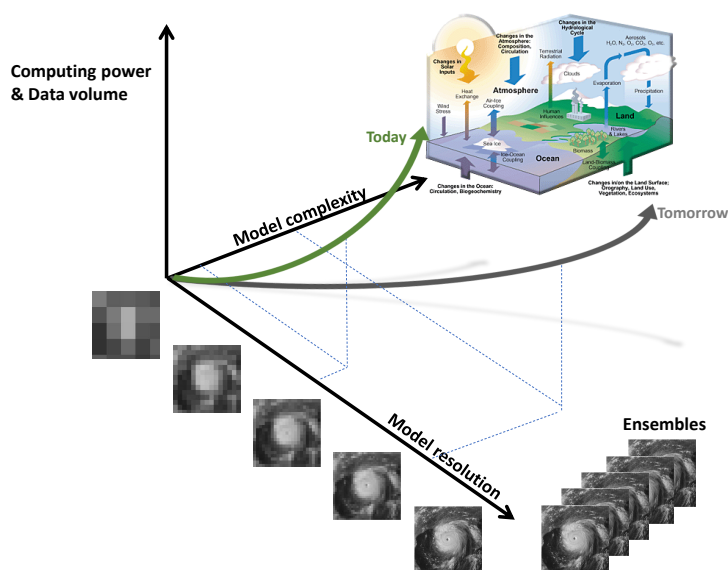 Computing power
& Data volume
Changes in the
Atmosphere:
Composition,
Circulation
Changes in the
Hydrological
Cycle
Changes in
Solar Inputs
Aerosols
H₂O, N₂, O₂, CO₂, O₃, etc.
Terrestrial
Radiation
Clouds
Atmosphere
Heat
Exchange
Air-Ice
Coupling
Evaporation
Precipitation
Wind
Stress
Human
Influences
Land
Rivers
& Lakes
Sea Ice
Biomass
Ice-Ocean
Coupling
Ocean
Land-Biomass
Coupling
Changes in the Ocean:
Circulation, Biogeochemistry
Changes in/on the Land Surface:
Orography, Land Use,
Vegetation, Ecosystems
Today
Model complexity
Tomorrow
Model resolution
Ensembles